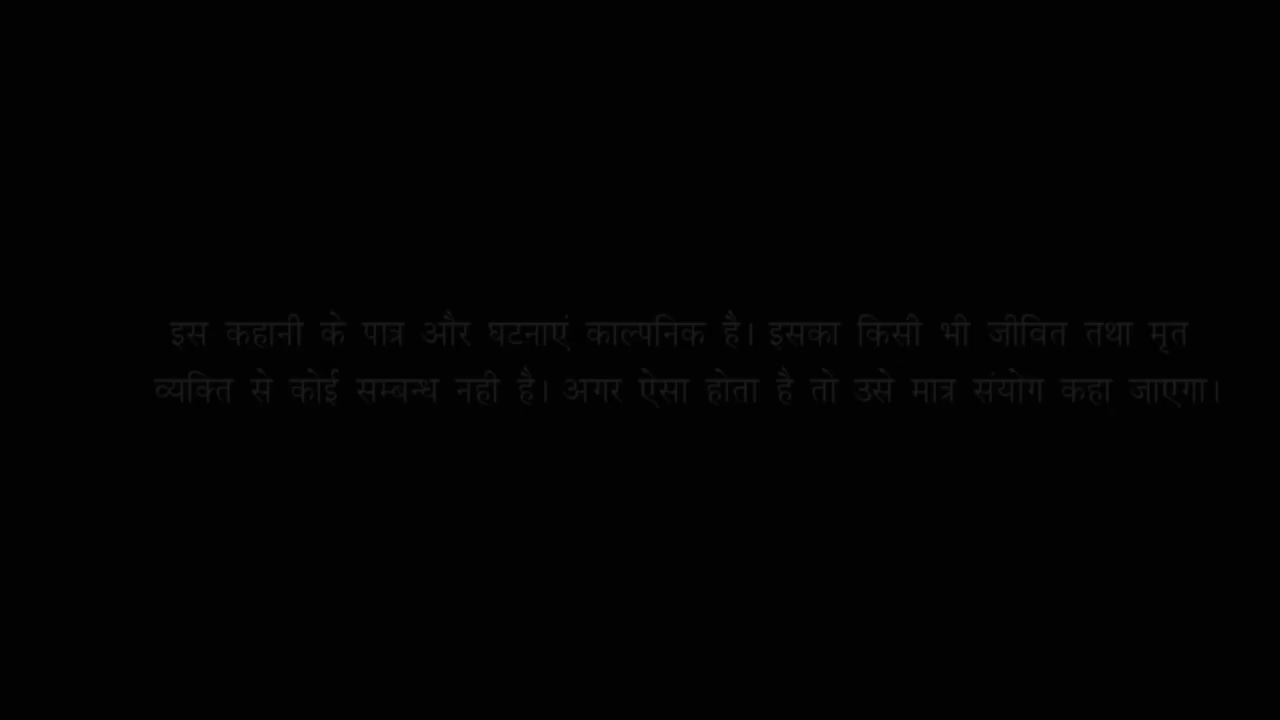 इस कहानी के पात्र और घटनाएं काल्पनिक है। इसका किसी भी जीवित तथा मृत
व्यक्ति से कोई सम्बन्ध नही है। अगर ऐसा होता है तो उसे मात्र संयोग कहा जाएगा।